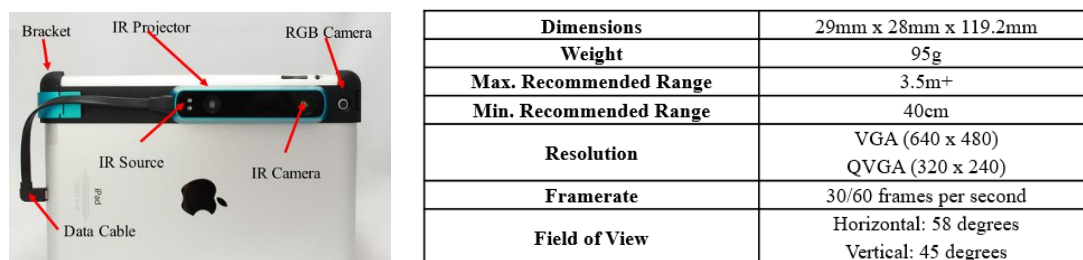 Bracket
IR Projector
RGB Camera
IR Source
IR Camera
iPad
Data Cable
Dimensions 29mm x 28mm x 119.2mm
Weight 95g
Max. Recommended Range 3.5m+
Min. Recommended Range 40cm
Resolution VGA (640 x 480)
QVGA (320 x 240)
Framerate 30/60 frames per second
Field of View Horizontal: 58 degrees
Vertical: 45 degrees